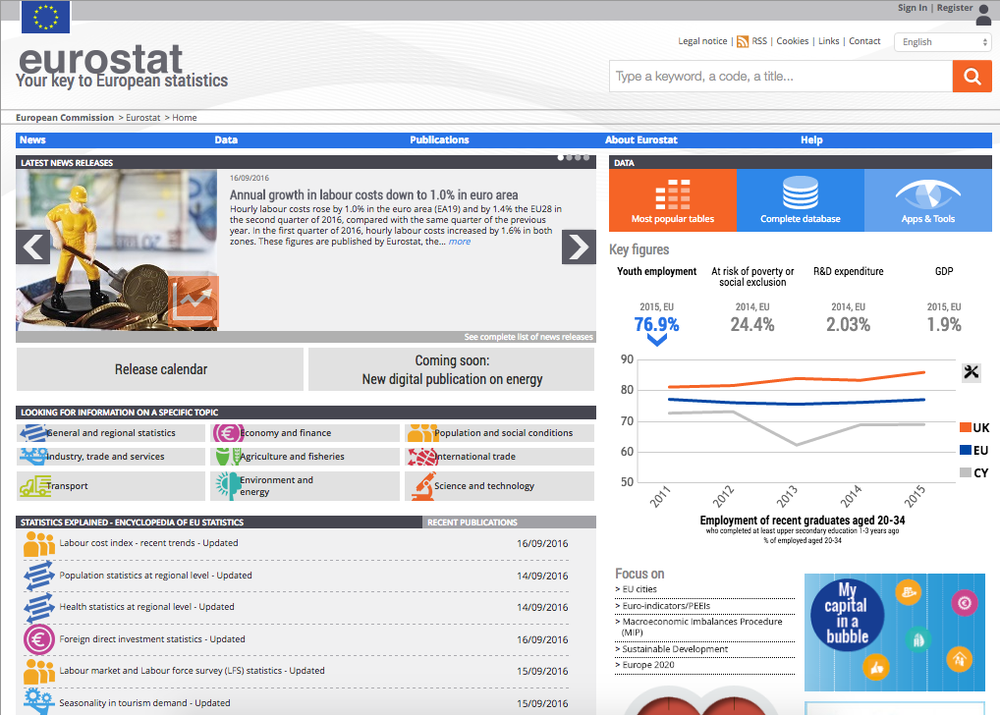 Sign In | Register
Legal notice | RSS | Cookies | Links | Contact
English
eurostat
Your key to European statistics
Type a keyword, a code, a title...
European Commission > Eurostat > Home
News Data Publications About Eurostat Help
LATEST NEWS RELEASES
16/09/2016
Annual growth in labour costs down to 1.0% in euro area
Hourly labour costs rose by 1.0% in the euro area (EA19) and by 1.4% the EU28 in
the second quarter of 2016, compared with the same quarter of the previous
year. In the first quarter of 2016, hourly labour costs increased by 1.6% in both
zones. These figures are published by Eurostat, the... more
See complete list of news releases
Release calendar
Coming soon:
New digital publication on energy
LOOKING FOR INFORMATION ON A SPECIFIC TOPIC
General and regional statistics
Economy and finance
Population and social conditions
Industry, trade and services
Agriculture and fisheries
International trade
Transport
Environment and
energy
Science and technology
STATISTICS EXPLAINED - ENCYCLOPEDIA OF EU STATISTICS
RECENT PUBLICATIONS
Labour cost index - recent trends - Updated 16/09/2016
Population statistics at regional level - Updated 14/09/2016
Health statistics at regional level - Updated 14/09/2016
Foreign direct investment statistics - Updated 16/09/2016
Labour market and Labour force survey (LFS) statistics - Updated 15/09/2016
Seasonality in tourism demand - Updated 15/09/2016
DATA
Most popular tables
Complete database
Apps & Tools
Key figures
Youth employment
2015, EU
76.9%
At risk of poverty or
social exclusion
2014, EU
24.4%
R&D expenditure
2014, EU
2.03%
GDP
2015, EU
1.9%
90
80
70
60
50
2011 2012 2013 2014 2015
UK
EU
CY
Employment of recent graduates aged 20-34
who completed at least upper secondary education 1-3 years ago
% of employed aged 20-34
Focus on
> EU cities
> Euro-indicators/PEEIs
> Macroeconomic Imbalances Procedure
(MIP)
> Sustainable Development
> Europe 2020
My
capital
in a
bubble